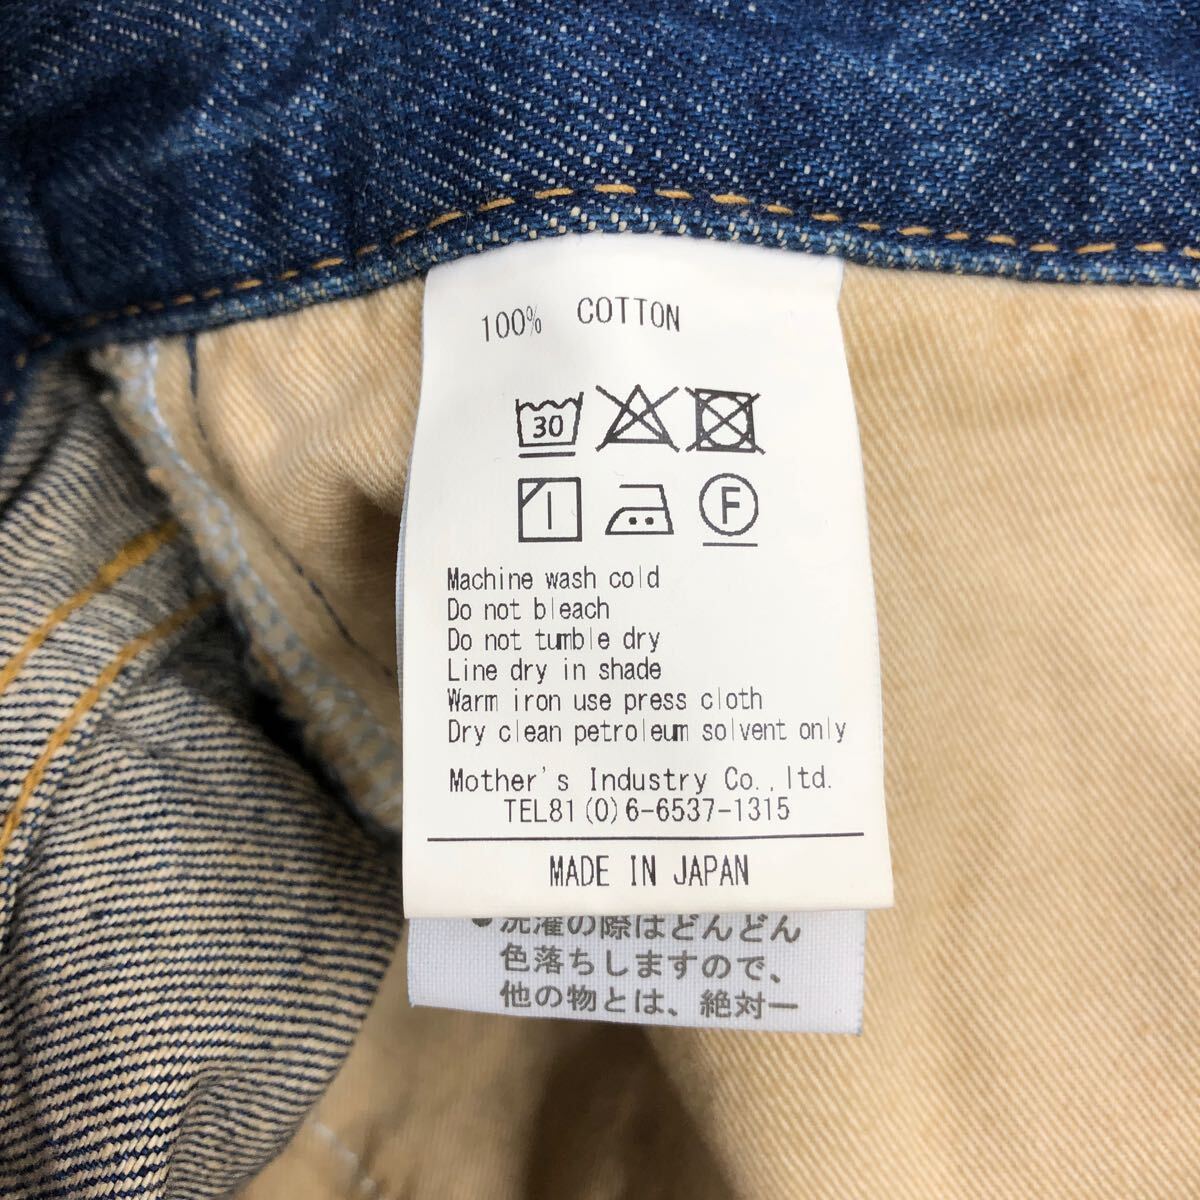 100% COTTON
30
F
Machine wash cold
Do not bleach
Do not tumble dry
Line dry in shade
Warm iron use press cloth
Dry clean petroleum solvent only
Mother's Industry Co.,ltd.
TEL81(0)6-6537-1315
MADE IN JAPAN
●洗濯の際はどんどん
色落ちしますので、
他の物とは、絶対一